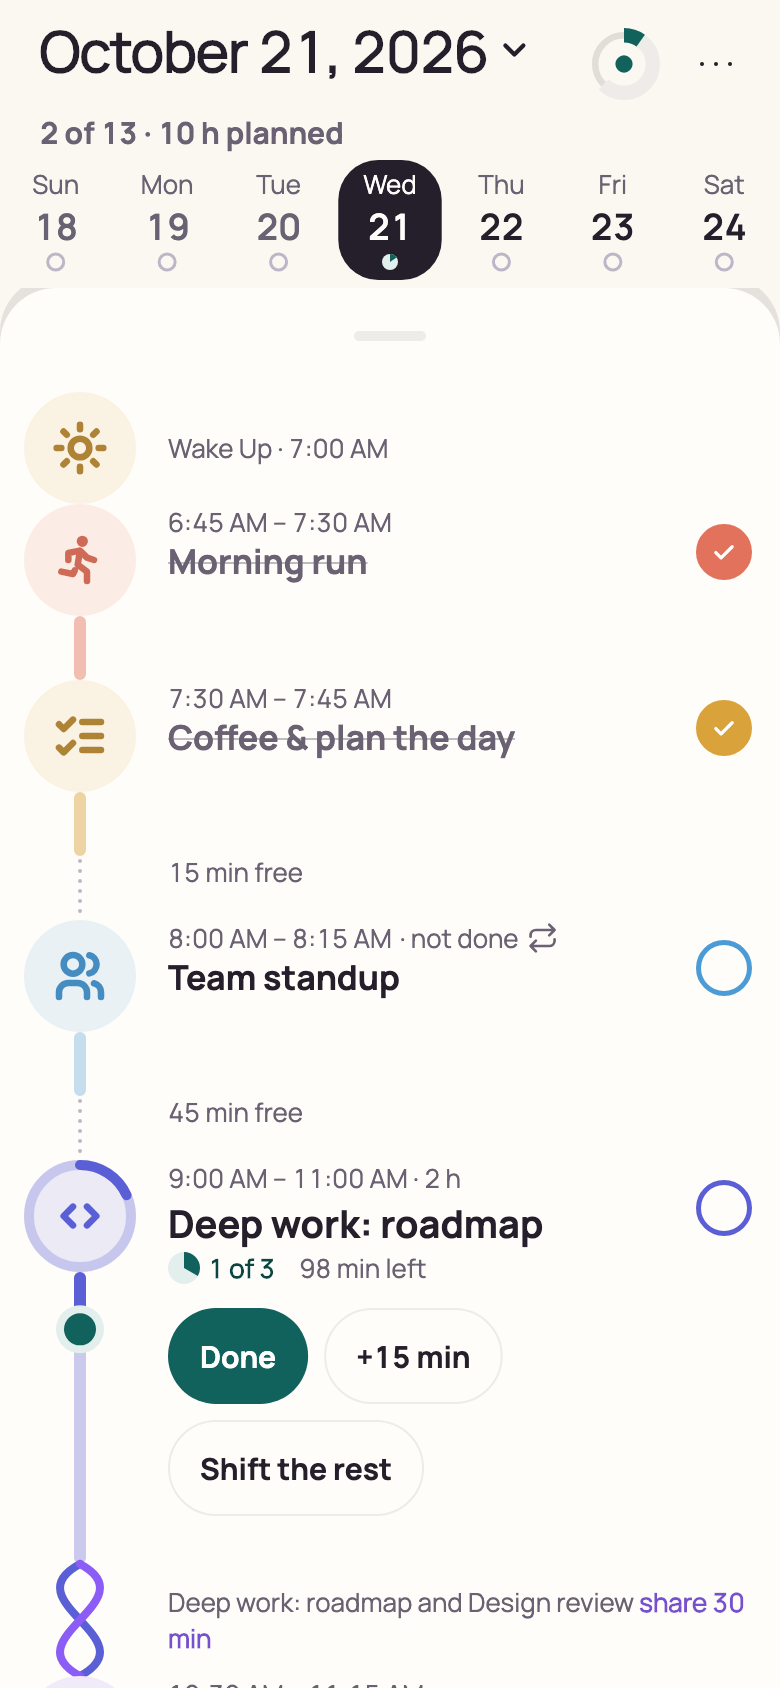 October 21, 2026
...
2 of 13 · 10 h planned
Sun Mon Tue Wed Thu Fri Sat
18 19 20 21 22 23 24
Wake Up · 7:00 AM
6:45 AM – 7:30 AM
Morning run
7:30 AM – 7:45 AM
Coffee & plan the day
15 min free
8:00 AM – 8:15 AM · not done
Team standup
45 min free
9:00 AM – 11:00 AM · 2 h
Deep work: roadmap
1 of 3 98 min left
Done +15 min
Shift the rest
Deep work: roadmap and Design review share 30
min